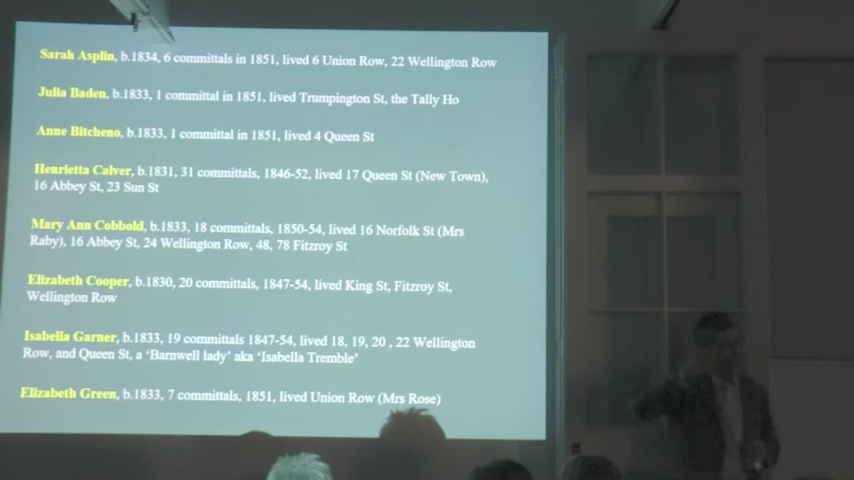 Sarah Asplin, b.1834, 6 committals in 1851, lived 6 Union Row, 22 Wellington Row
Julia Baden, b.1833, 1 committal in 1851, lived Trumpington St, the Tally Ho
Anne Bitcheno, b.1833, 1 committal in 1851, lived 4 Queen St
Henrietta Calver, b.1831, 31 committals, 1846-52, lived 17 Queen St (New Town),
16 Abbey St, 23 Sun St
Mary Ann Cobbold, b.1833, 18 committals, 1850-54, lived 16 Norfolk St (Mrs
Raby), 16 Abbey St, 24 Wellington Row, 48, 78 Fitzroy St
Elizabeth Cooper, b.1830, 20 committals, 1847-54, lived King St, Fitzroy St,
Wellington Row
Isabella Garner, b.1833, 19 committals 1847-54, lived 18, 19, 20 , 22 Wellington
Row, and Queen St, a ‘Barnwell lady’ aka ‘Isabella Tremble’
Elizabeth Green, b.1833, 7 committals, 1851, lived Union Row (Mrs Rose)